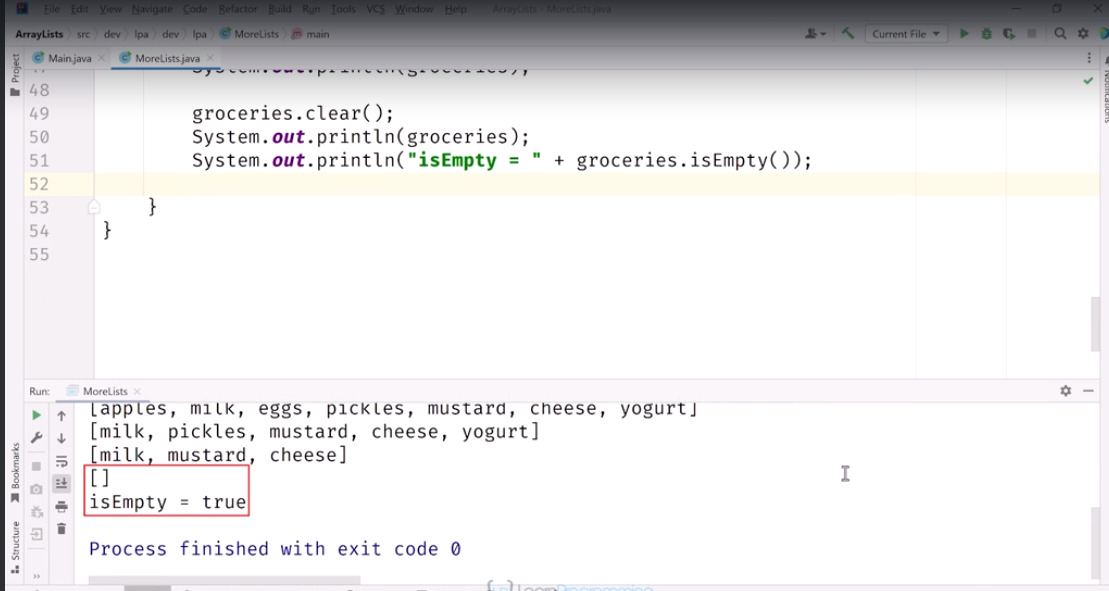 File Edit View Navigate Code Refactor Build Run Tools VCS Window Help ArrayLists - MoreLists.java
ArrayLists src dev lpa dev lpa MoreLists main
Current File
Main.java MoreLists.java
Project
Notifications
System.out.println(groceries);
48
49 groceries.clear();
50 System.out.println(groceries);
51 System.out.println("isEmpty = " + groceries.isEmpty());
52
53 }
54 }
55
Run: MoreLists
[apples, milk, eggs, pickles, mustard, cheese, yogurt]
[milk, pickles, mustard, cheese, yogurt]
[milk, mustard, cheese]
[]
isEmpty = true
Process finished with exit code 0
Bookmarks
Structure